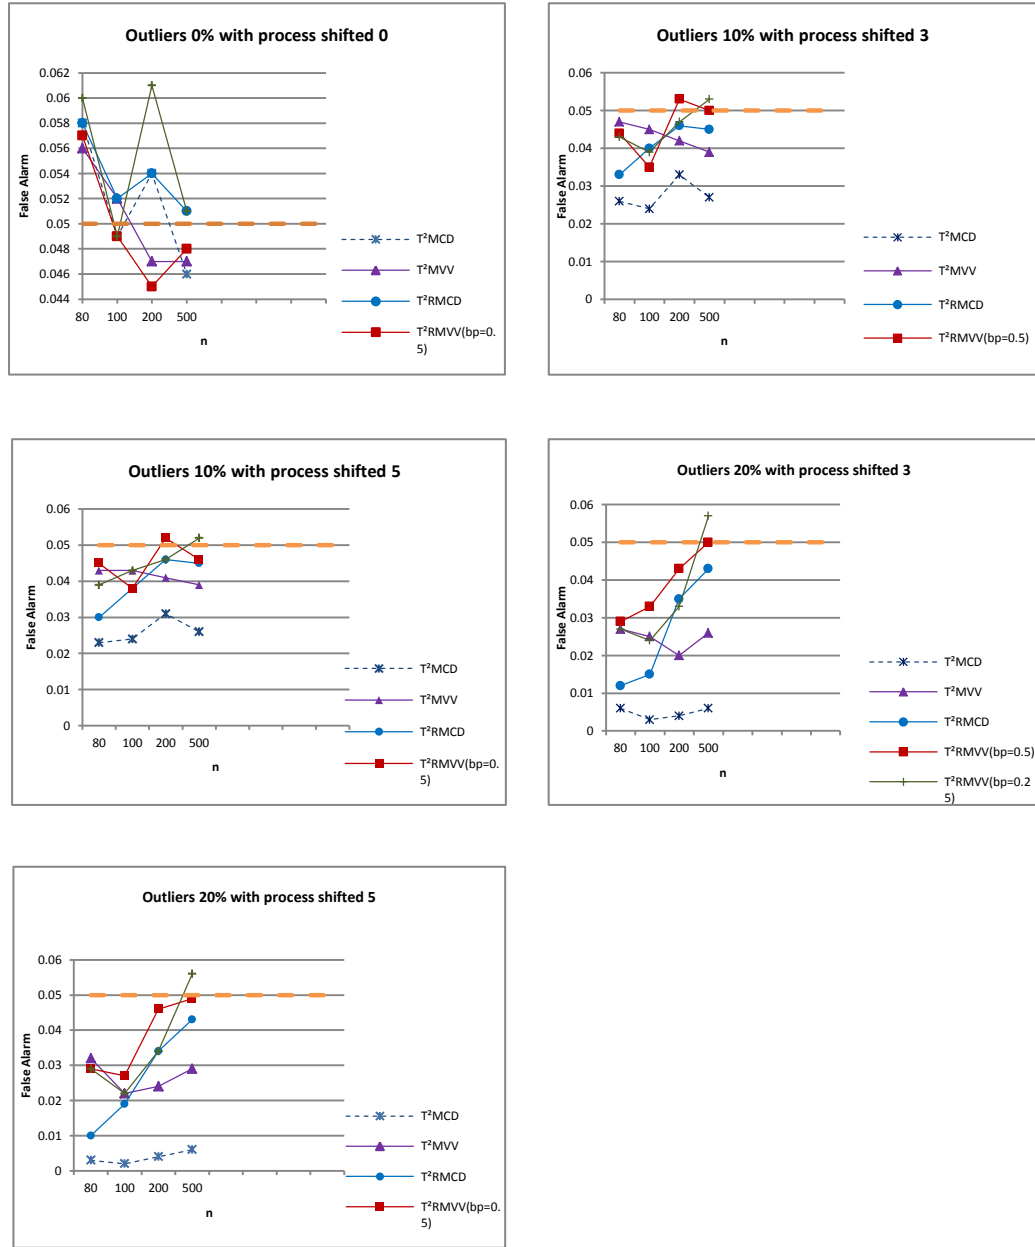 Outliers 0% with process shifted 0
0.062
0.06
0.058
0.056
0.054
0.052
0.05
0.048
0.046
0.044
False Alarm
80 100 200 500
n
T²MCD
T²MVV
T²RMCD
T²RMVV(bp=0.
5)
Outliers 10% with process shifted 3
0.06
0.05
0.04
0.03
0.02
0.01
0
False Alarm
80 100 200 500
n
T²MCD
T²MVV
T²RMCD
T²RMVV(bp=0.5)
Outliers 10% with process shifted 5
0.06
0.05
0.04
0.03
0.02
0.01
0
False Alarm
80 100 200 500
n
T²MCD
T²MVV
T²RMCD
T²RMVV(bp=0.
5)
Outliers 20% with process shifted 3
0.06
0.05
0.04
0.03
0.02
0.01
0
False Alarm
80 100 200 500
n
T²MCD
T²MVV
T²RMCD
T²RMVV(bp=0.5)
T²RMVV(bp=0.2
5)
Outliers 20% with process shifted 5
0.06
0.05
0.04
0.03
0.02
0.01
0
False Alarm
80 100 200 500
n
T²MCD
T²MVV
T²RMCD
T²RMVV(bp=0.
5)